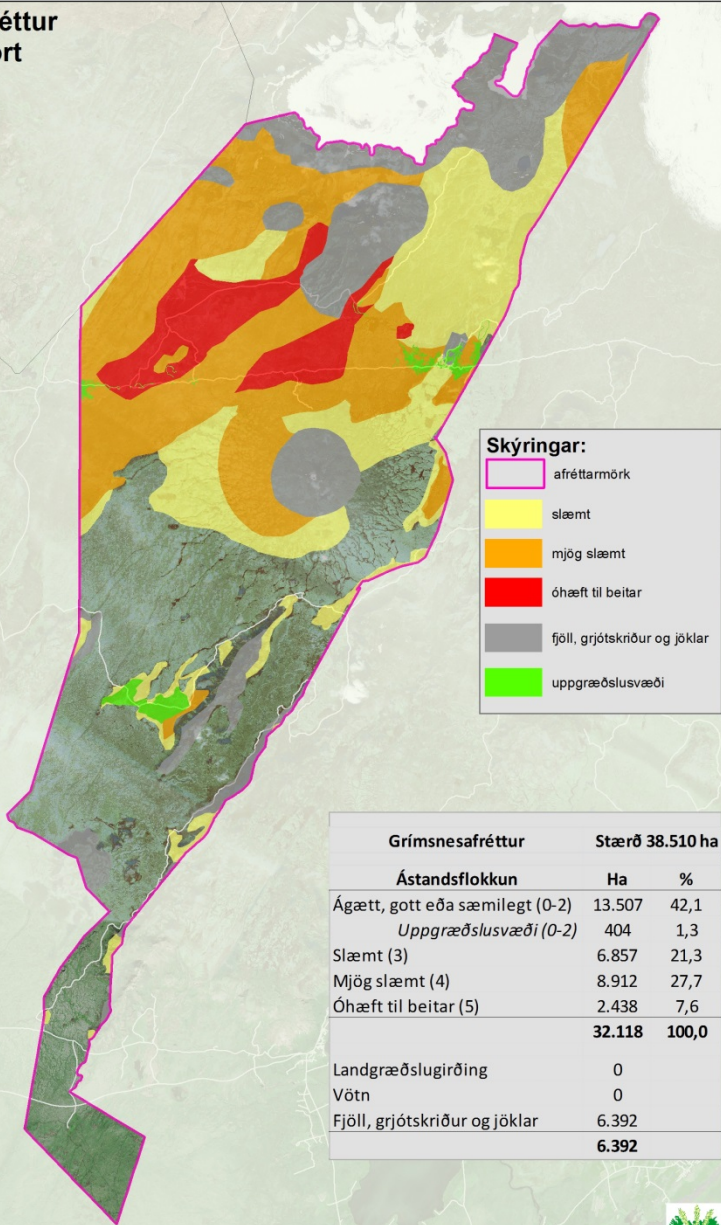 éttur
ört
Skýringar:
afréttarmörk
slæmt
mjög slæmt
óhæft til beitar
fjöll, grjótskriður og jöklar
uppgræðslusvæði
Grímsnesafréttur Stærð 38.510 ha
Ástandsflokkun Ha %
Ágætt, gott eða sæmilegt (0-2) 13.507 42,1
Uppgræðslusvæði (0-2) 404 1,3
Slæmt (3) 6.857 21,3
Mjög slæmt (4) 8.912 27,7
Óhæft til beitar (5) 2.438 7,6
32.118 100,0
Landgræðslugirðing 0
Vötn 0
Fjöll, grjótskriður og jöklar 6.392
6.392